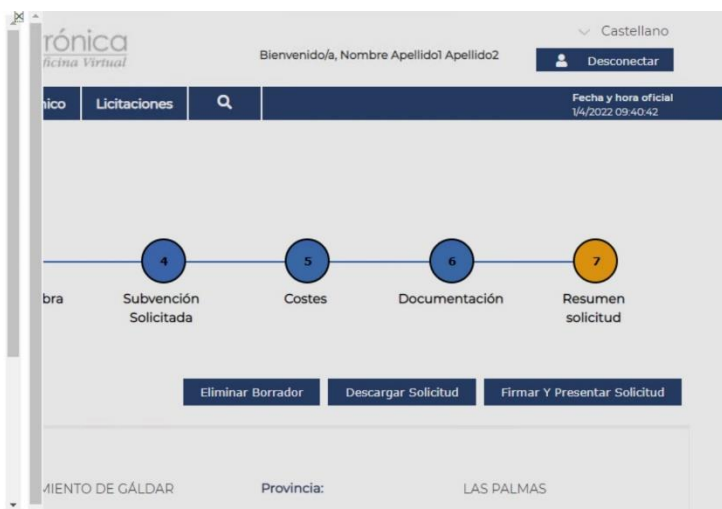 rónica
Castellano
ficina Virtual
Bienvenido/a, Nombre Apellido1 Apellido2
Desconectar
nico
Licitaciones
Fecha y hora oficial
1/4/2022 09:40:42
4
5
6
7
bra
Subvención
Solicitada
Costes
Documentación
Resumen
solicitud
Eliminar Borrador
Descargar Solicitud
Firmar Y Presentar Solicitud
MIENTO DE GÁLDAR
Provincia:
LAS PALMAS